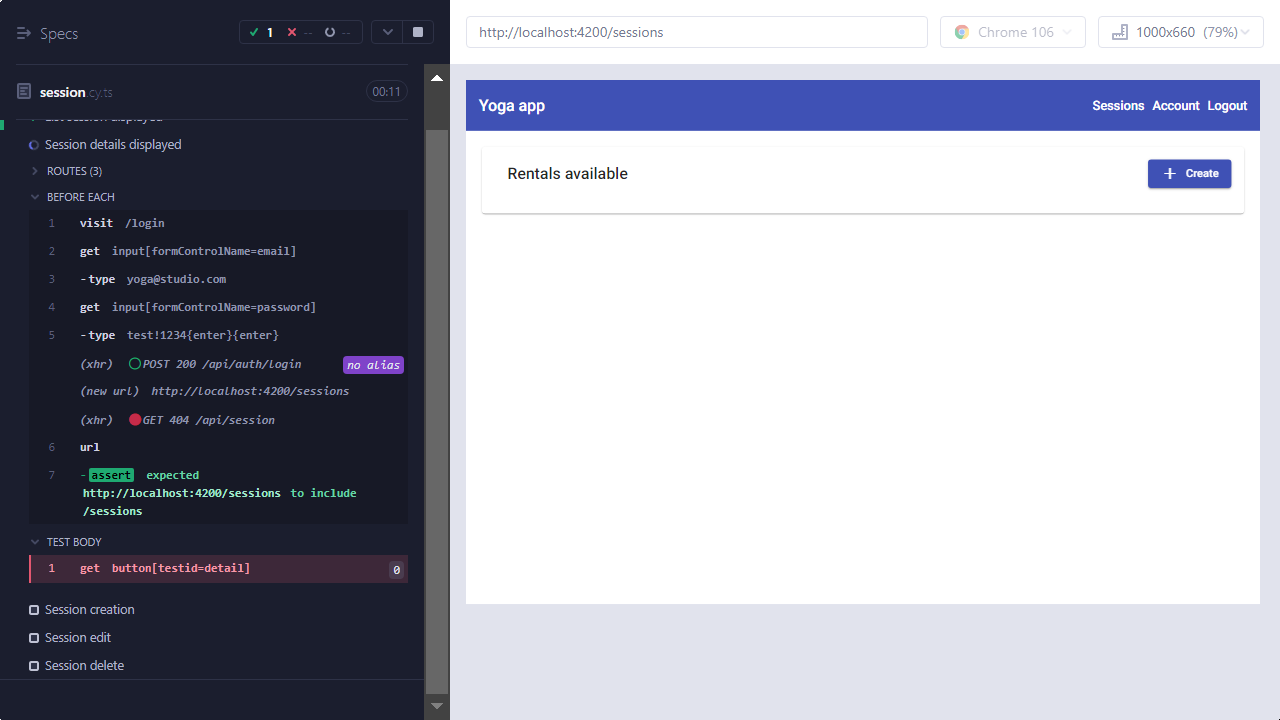 Specs
1
--
--
session.cy.ts
00:11
List session displayed
Session details displayed
ROUTES (3)
BEFORE EACH
1 visit /login
2 get input[formControlName=email]
3 -type yoga@studio.com
4 get input[formControlName=password]
5 -type test!1234{enter}{enter}
(xhr) POST 200 /api/auth/login no alias
(new url) http://localhost:4200/sessions
(xhr) GET 404 /api/session
6 url
7 -assert expected
http://localhost:4200/sessions to include
/sessions
TEST BODY
1 get button[testid=detail] 0
Session creation
Session edit
Session delete
http://localhost:4200/sessions
Chrome 106
1000x660 (79%)
Yoga app
Sessions Account Logout
Rentals available
+ Create